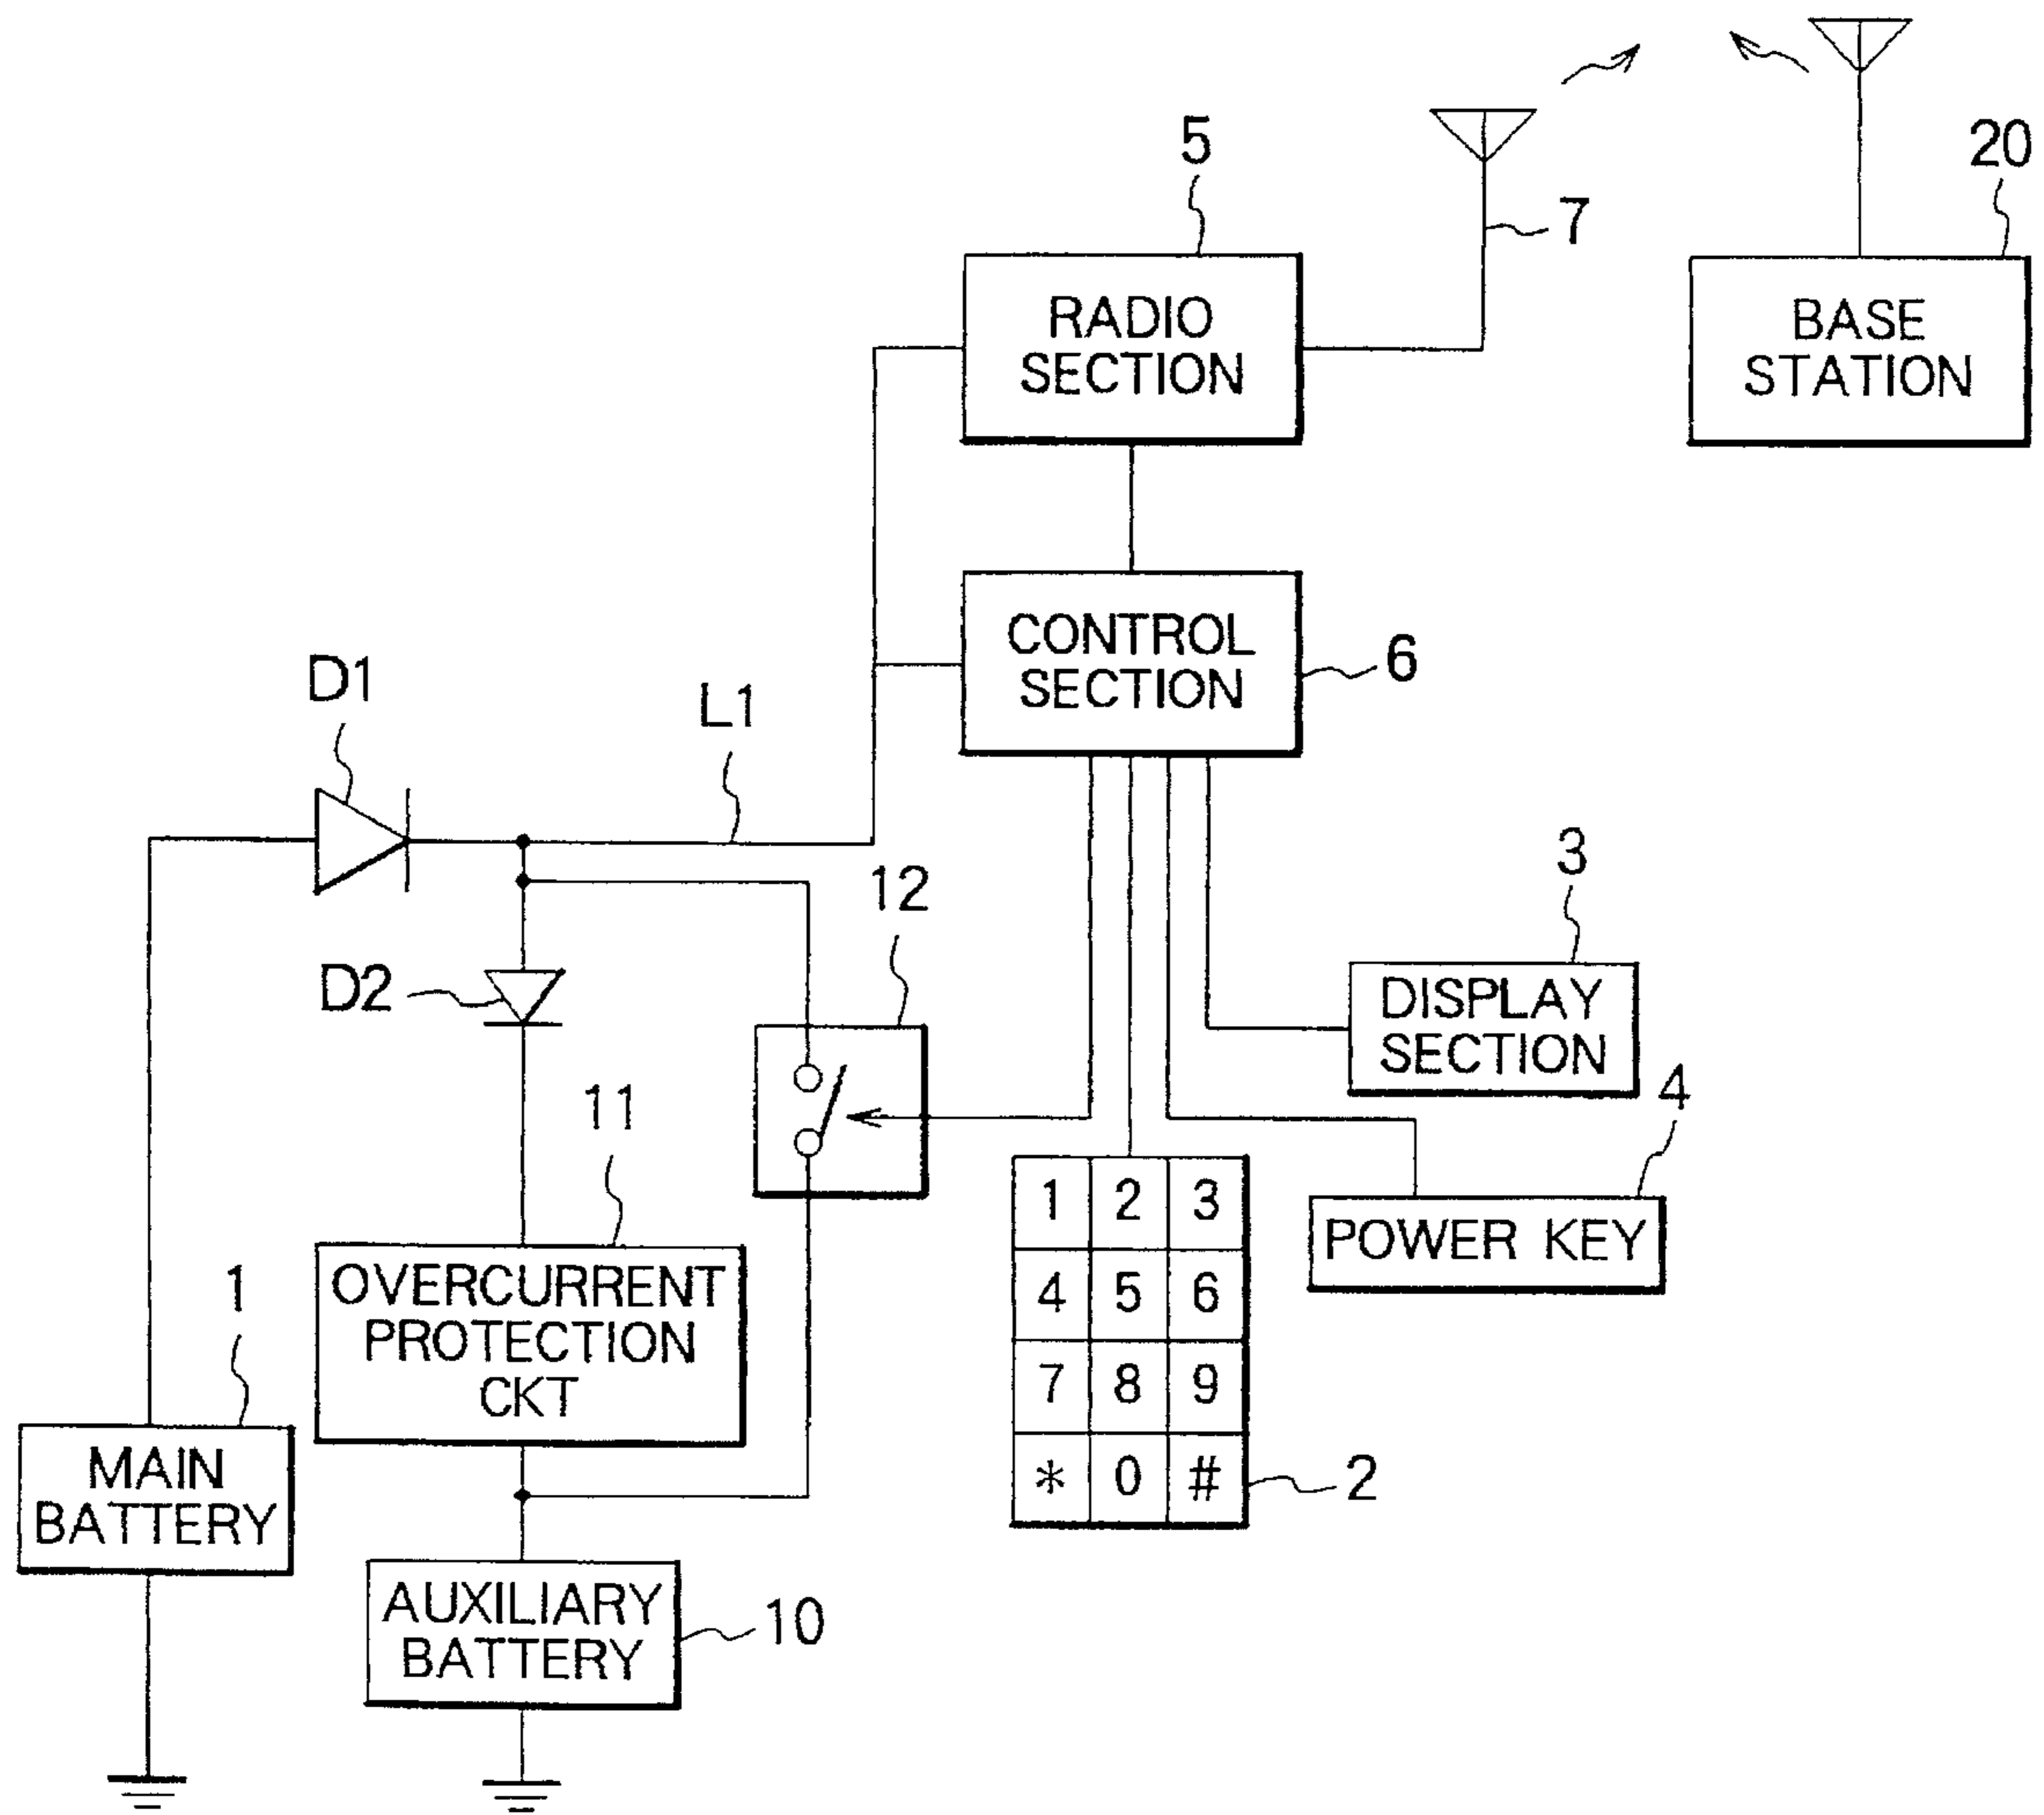 20
5
7
RADIO
SECTION
BASE
STATION
CONTROL
SECTION
6
D1
L1
3
12
DISPLAY
SECTION
D2
4
11
1 2 3
POWER KEY
OVERCURRENT
PROTECTION
CKT
1
4 5 6
7 8 9
MAIN
BATTERY
* 0 #
2
AUXILIARY
BATTERY
10